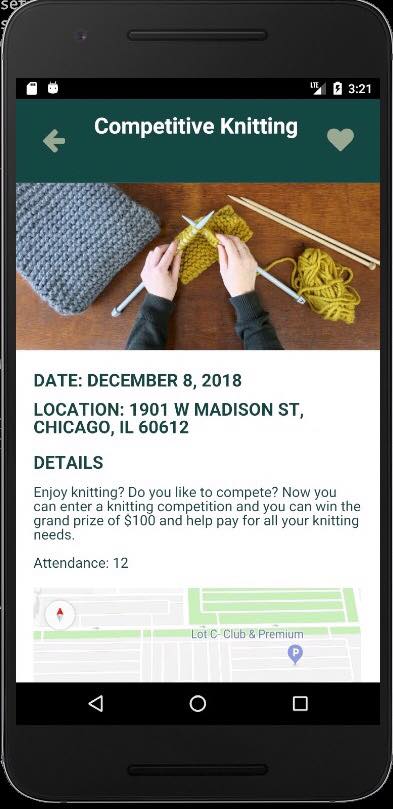 set
LTE
3:21
Competitive Knitting
DATE: DECEMBER 8, 2018
LOCATION: 1901 W MADISON ST,
CHICAGO, IL 60612
DETAILS
Enjoy knitting? Do you like to compete? Now you
can enter a knitting competition and you can win the
grand prize of $100 and help pay for all your knitting
needs.
Attendance: 12
Lot C- Club & Premium
P